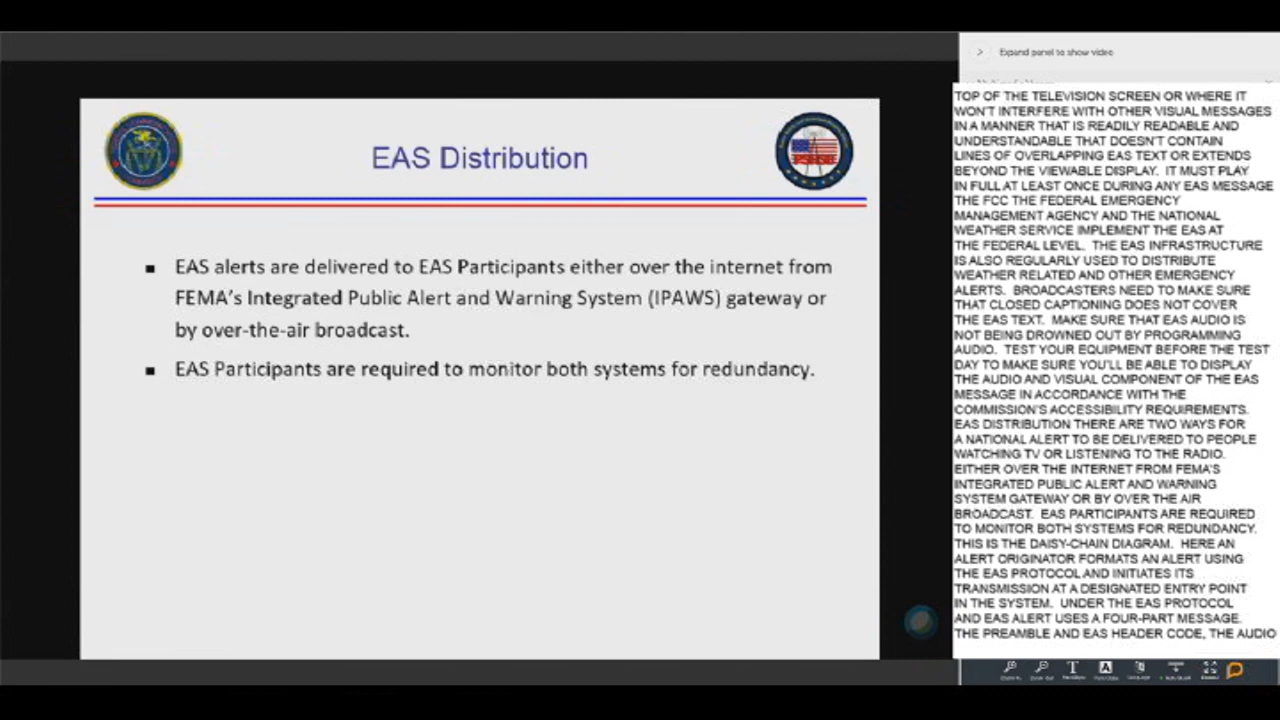 EAS Distribution
▪ EAS alerts are delivered to EAS Participants either over the internet from
FEMA's Integrated Public Alert and Warning System (IPAWS) gateway or
by over-the-air broadcast.
▪ EAS Participants are required to monitor both systems for redundancy.
> Expand panel to show video
TOP OF THE TELEVISION SCREEN OR WHERE IT
WON'T INTERFERE WITH OTHER VISUAL MESSAGES
IN A MANNER THAT IS READILY READABLE AND
UNDERSTANDABLE THAT DOESN'T CONTAIN
LINES OF OVERLAPPING EAS TEXT OR EXTENDS
BEYOND THE VIEWABLE DISPLAY. IT MUST PLAY
IN FULL AT LEAST ONCE DURING ANY EAS MESSAGE
THE FCC THE FEDERAL EMERGENCY
MANAGEMENT AGENCY AND THE NATIONAL
WEATHER SERVICE IMPLEMENT THE EAS AT
THE FEDERAL LEVEL. THE EAS INFRASTRUCTURE
IS ALSO REGULARLY USED TO DISTRIBUTE
WEATHER RELATED AND OTHER EMERGENCY
ALERTS. BROADCASTERS NEED TO MAKE SURE
THAT CLOSED CAPTIONING DOES NOT COVER
THE EAS TEXT. MAKE SURE THAT EAS AUDIO IS
NOT BEING DROWNED OUT BY PROGRAMMING
AUDIO. TEST YOUR EQUIPMENT BEFORE THE TEST
DAY TO MAKE SURE YOU'LL BE ABLE TO DISPLAY
THE AUDIO AND VISUAL COMPONENT OF THE EAS
MESSAGE IN ACCORDANCE WITH THE
COMMISSION'S ACCESSIBILITY REQUIREMENTS.
EAS DISTRIBUTION THERE ARE TWO WAYS FOR
A NATIONAL ALERT TO BE DELIVERED TO PEOPLE
WATCHING TV OR LISTENING TO THE RADIO.
EITHER OVER THE INTERNET FROM FEMA'S
INTEGRATED PUBLIC ALERT AND WARNING
SYSTEM GATEWAY OR BY OVER THE AIR
BROADCAST. EAS PARTICIPANTS ARE REQUIRED
TO MONITOR BOTH SYSTEMS FOR REDUNDANCY.
THIS IS THE DAISY-CHAIN DIAGRAM. HERE AN
ALERT ORIGINATOR FORMATS AN ALERT USING
THE EAS PROTOCOL AND INITIATES ITS
TRANSMISSION AT A DESIGNATED ENTRY POINT
IN THE SYSTEM. UNDER THE EAS PROTOCOL
AND EAS ALERT USES A FOUR-PART MESSAGE.
THE PREAMBLE AND EAS HEADER CODE, THE AUDIO